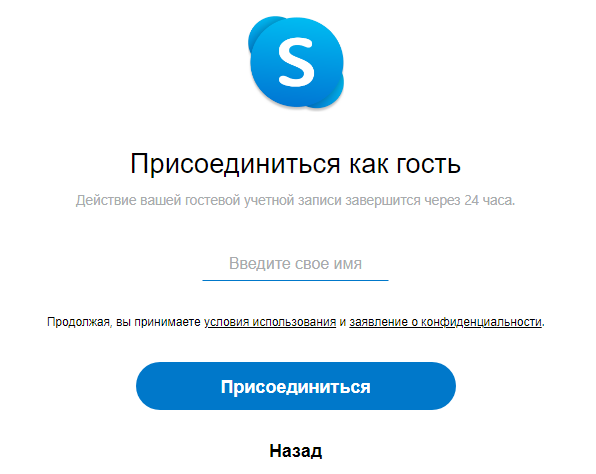 S
Присоединиться как гость
Действие вашей гостевой учетной записи завершится через 24 часа.
Введите свое имя
Продолжая, вы принимаете условия использования и заявление о конфиденциальности.
Присоединиться
Назад